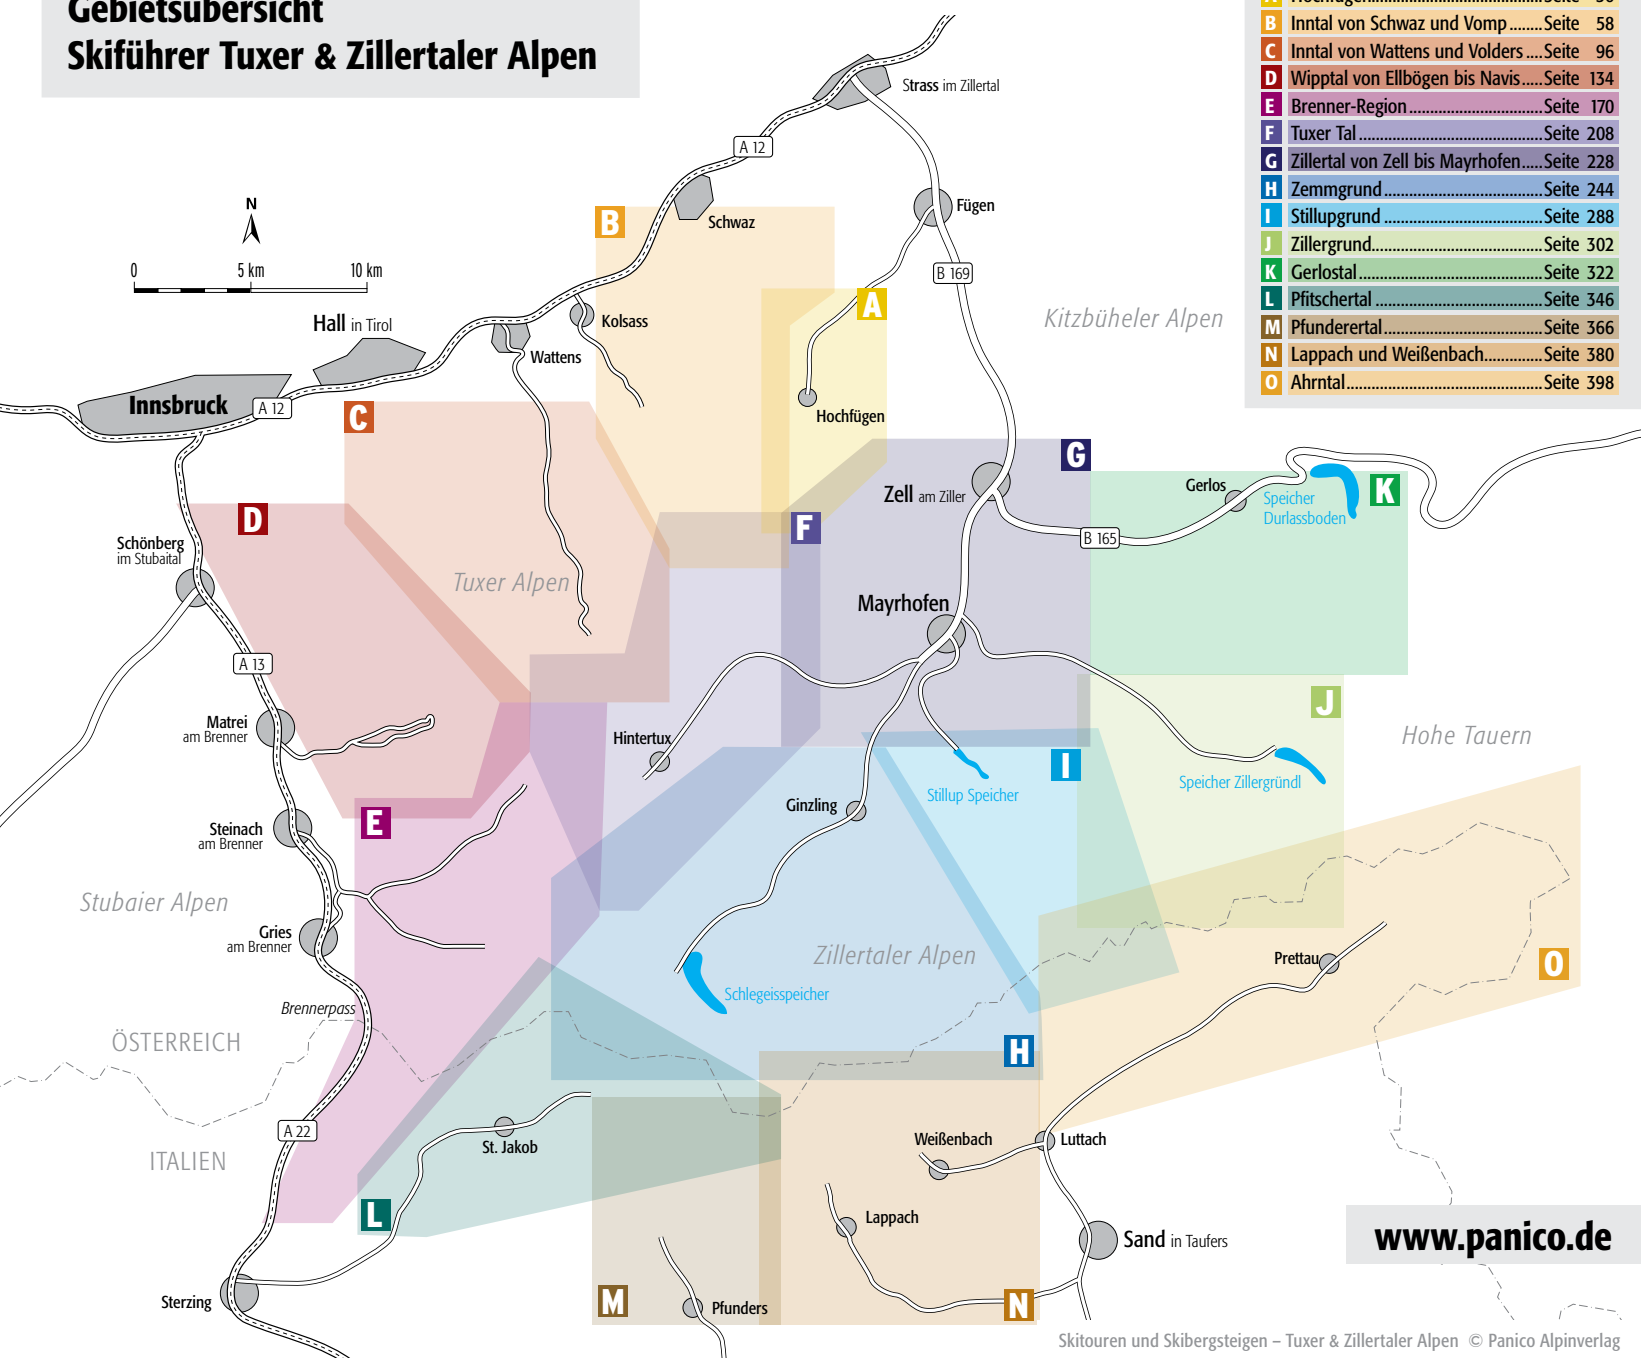 Gebietsübersicht
Skiführer Tuxer & Zillertaler Alpen
A Hochfügen Seite 50
B Inntal von Schwaz und Vomp ........ Seite 58
C Inntal von Wattens und Volders .... Seite 96
D Wipptal von Ellbögen bis Navis ..... Seite 134
E Brenner-Region ............................... Seite 170
F Tuxer Tal .......................................... Seite 208
G Zillertal von Zell bis Mayrhofen ..... Seite 228
H Zemmgrund .................................... Seite 244
I Stillupgrund .................................... Seite 288
J Zillergrund ....................................... Seite 302
K Gerlostal .......................................... Seite 322
L Pfitschertal ...................................... Seite 346
M Pfunderertal .................................... Seite 366
N Lappach und Weißenbach ............. Seite 380
O Ahrntal ............................................. Seite 398
Strass im Zillertal
A 12
N
0 5 km 10 km
B
Schwaz
Fügen
B 169
A
Kitzbüheler Alpen
Hall in Tirol
Kolsass
Wattens
Innsbruck
A 12
C
Hochfügen
G
Zell am Ziller
Gerlos
Speicher
Durlassboden
K
D
F
B 165
Schönberg
im Stubaital
Tuxer Alpen
Mayrhofen
A 13
J
Matrei
am Brenner
Hintertux
Hohe Tauern
I
Stillup Speicher
Speicher Zillergründl
Ginzling
E
Steinach
am Brenner
Stubaier Alpen
Gries
am Brenner
Zillertaler Alpen
Prettau
O
Schlegeisspeicher
Brennerpass
ÖSTERREICH
H
A 22
ITALIEN
St. Jakob
Weißenbach
Luttach
L
Lappach
Sand in Taufers
www.panico.de
Sterzing
M
Pfunders
N
Skitouren und Skibergsteigen – Tuxer & Zillertaler Alpen © Panico Alpinverlag